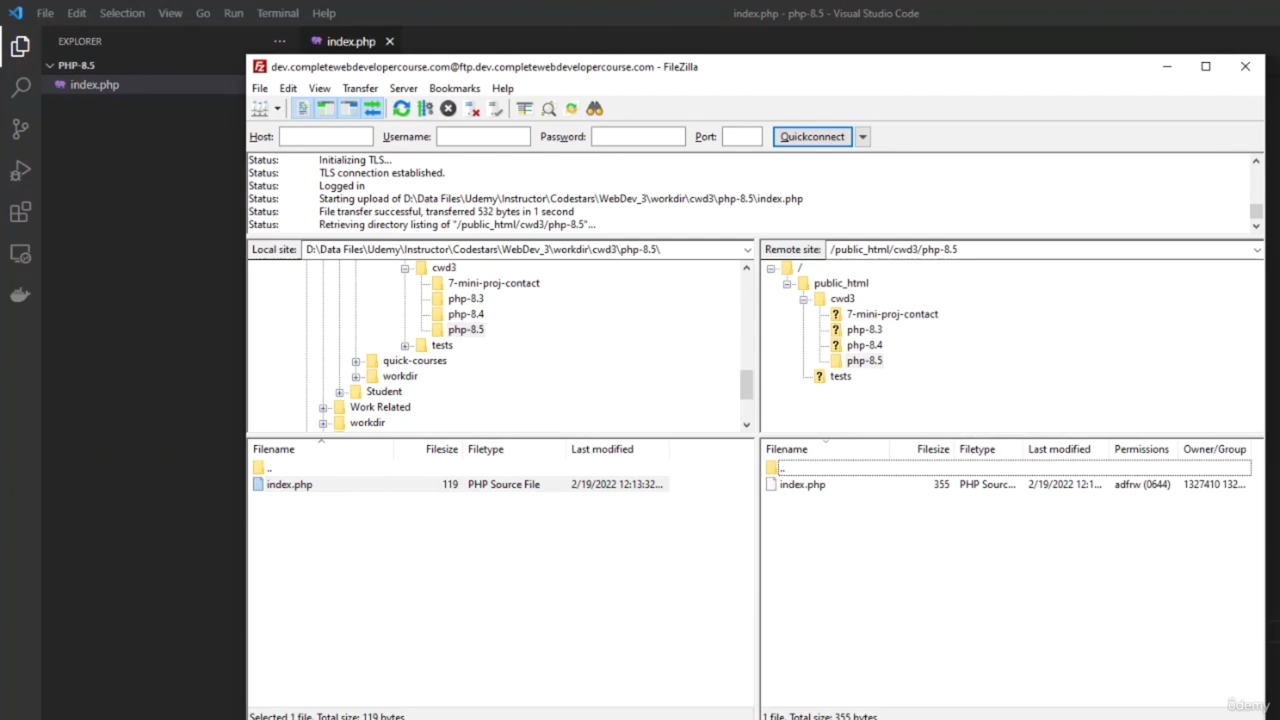 File Edit Selection View Go Run Terminal Help index.php - php-8.5 - Visual Studio Code
EXPLORER ··· index.php
PHP-8.5
index.php
dev.completewebdevelopercourse.com@ftp.dev.completewebdevelopercourse.com - FileZilla
File Edit View Transfer Server Bookmarks Help
Host: Username: Password: Port: Quickconnect
Status: Initializing TLS...
Status: TLS connection established.
Status: Logged in
Status: Starting upload of D:\Data Files\Udemy\Instructor\Codestars\WebDev_3\workdir\cwd3\php-8.5\index.php
Status: File transfer successful, transferred 532 bytes in 1 second
Status: Retrieving directory listing of "/public_html/cwd3/php-8.5"...
Local site: D:\Data Files\Udemy\Instructor\Codestars\WebDev_3\workdir\cwd3\php-8.5\
cwd3
7-mini-proj-contact
php-8.3
php-8.4
php-8.5
tests
quick-courses
workdir
Student
Work Related
workdir
Remote site: /public_html/cwd3/php-8.5
/
public_html
cwd3
7-mini-proj-contact
php-8.3
php-8.4
php-8.5
tests
Filename Filesize Filetype Last modified
..
index.php 119 PHP Source File 2/19/2022 12:13:32...
Selected 1 file. Total size: 119 bytes
Filename Filesize Filetype Last modified Permissions Owner/Group
..
index.php 355 PHP Sourc... 2/19/2022 12:1... adfrw (0644) 1327410 132...
1 file. Total size: 355 bytes
ûdemy